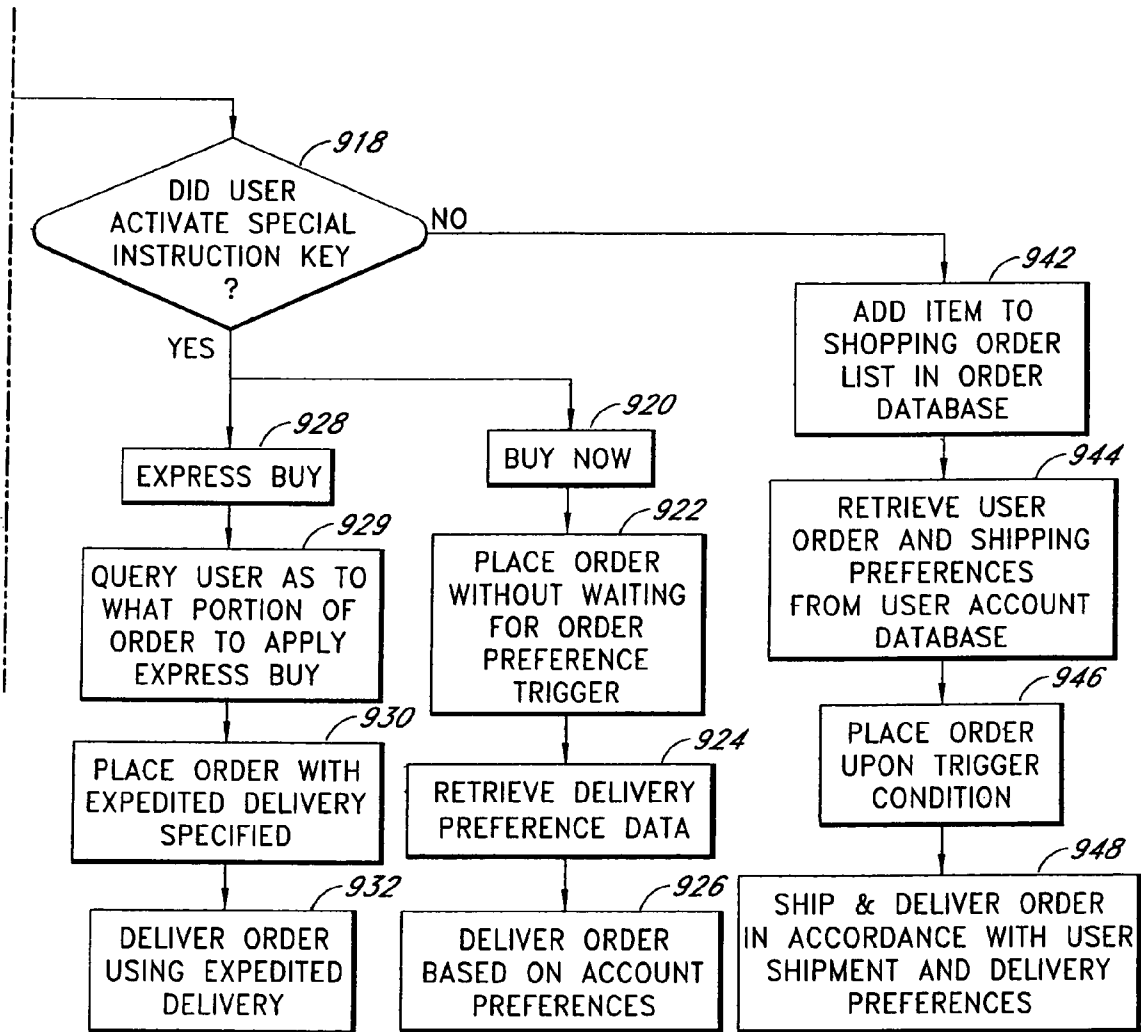 918
DID USER
ACTIVATE SPECIAL
INSTRUCTION KEY
?
NO
YES
928
EXPRESS BUY
929
QUERY USER AS TO
WHAT PORTION OF
ORDER TO APPLY
EXPRESS BUY
930
PLACE ORDER WITH
EXPEDITED DELIVERY
SPECIFIED
932
DELIVER ORDER
USING EXPEDITED
DELIVERY
920
BUY NOW
922
PLACE ORDER
WITHOUT WAITING
FOR ORDER
PREFERENCE
TRIGGER
924
RETRIEVE DELIVERY
PREFERENCE DATA
926
DELIVER ORDER
BASED ON ACCOUNT
PREFERENCES
942
ADD ITEM TO
SHOPPING ORDER
LIST IN ORDER
DATABASE
944
RETRIEVE USER
ORDER AND SHIPPING
PREFERENCES
FROM USER ACCOUNT
DATABASE
946
PLACE ORDER
UPON TRIGGER
CONDITION
948
SHIP & DELIVER ORDER
IN ACCORDANCE WITH USER
SHIPMENT AND DELIVERY
PREFERENCES